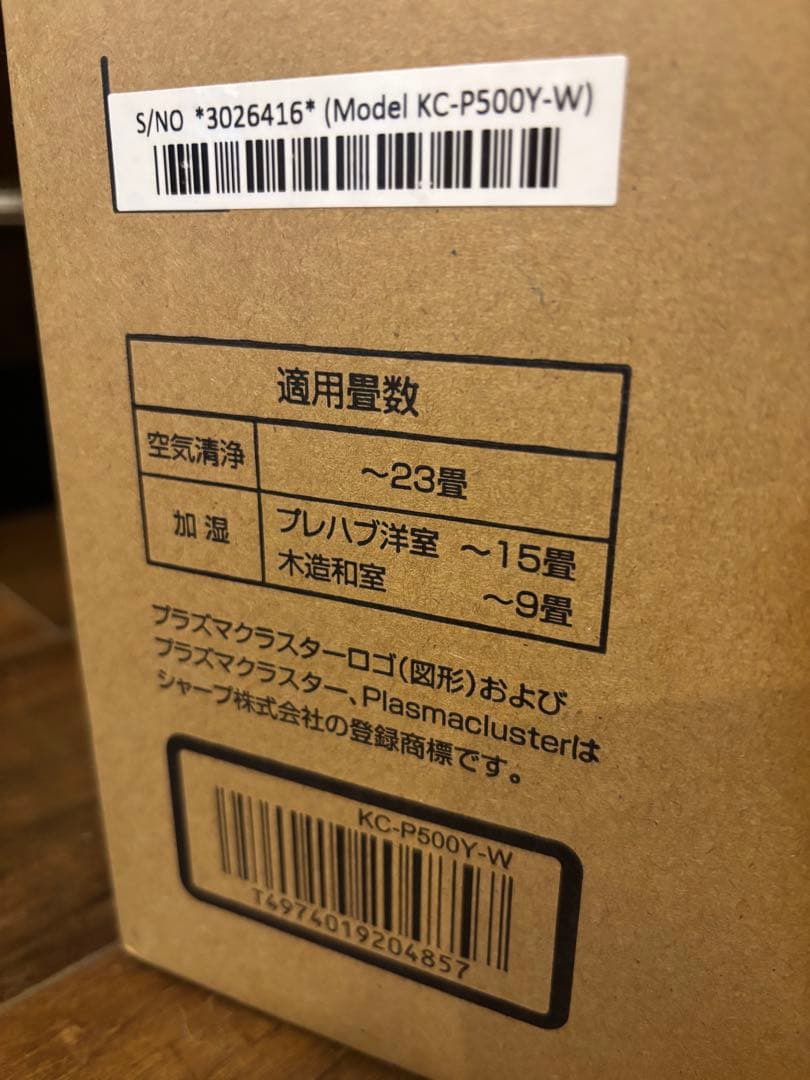 S/NO *3026416* (Model KC-P500Y-W)
適用畳数
空気清浄 ～23畳
加湿 プレハブ洋室 ～15畳
木造和室 ～9畳
プラズマクラスターロゴ(図形)および
プラズマクラスター、Plasmaclusterは
シャープ株式会社の登録商標です。
KC-P500Y-W
T4974019204857